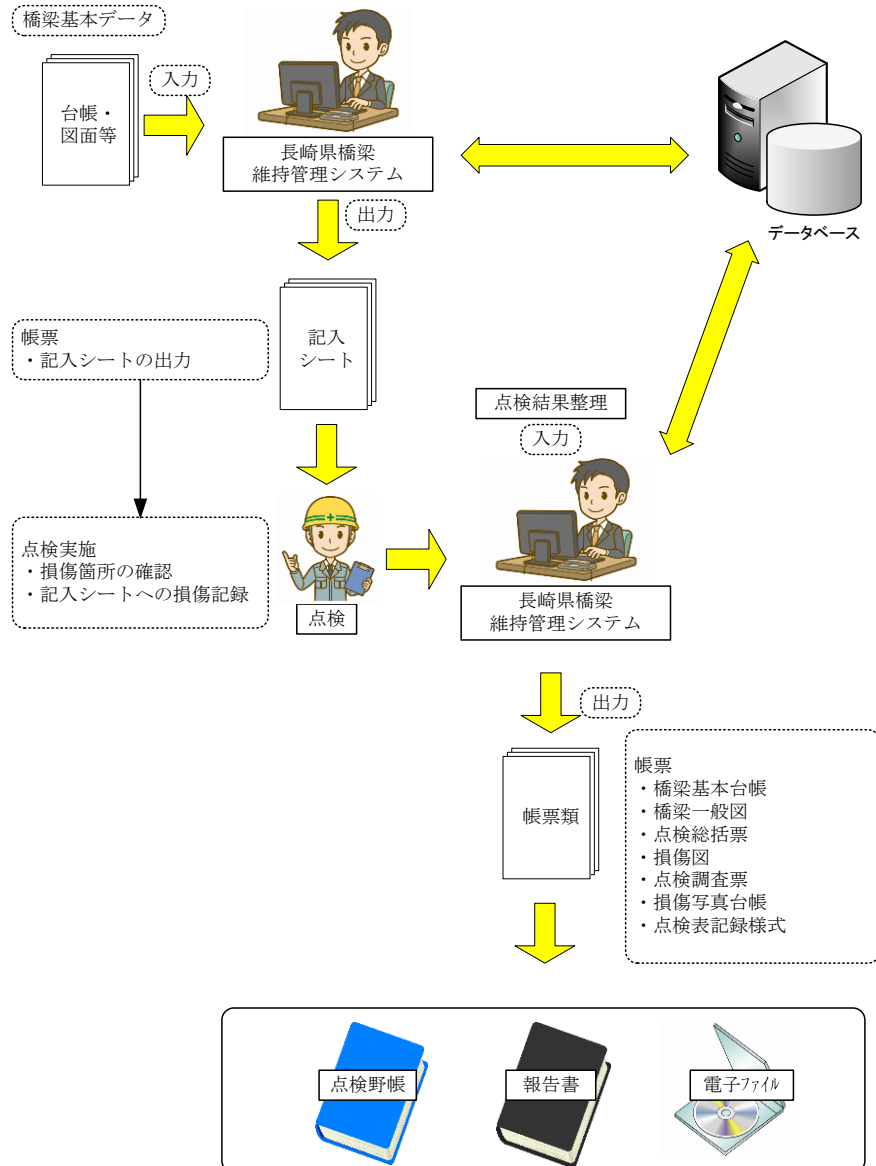 橋梁基本データ
台帳・
図面等
入力
長崎県橋梁
維持管理システム
データベース
出力
記入
シート
帳票
・記入シートの出力
点検実施
・損傷箇所の確認
・記入シートへの損傷記録
点検
点検結果整理
入力
長崎県橋梁
維持管理システム
出力
帳票類
帳票
・橋梁基本台帳
・橋梁一般図
・点検総括票
・損傷図
・点検調査票
・損傷写真台帳
・点検表記録様式
点検野帳
報告書
電子ファイル